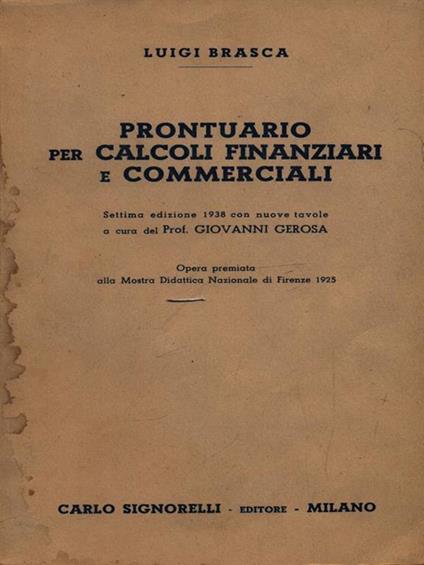 LUIGI BRASCA
PRONTUARIO
PER CALCOLI FINANZIARI
E COMMERCIALI
Settima edizione 1938 con nuove tavole
a cura del Prof. GIOVANNI GEROSA
Opera premiata
alla Mostra Didattica Nazionale di Firenze 1925
CARLO SIGNORELLI - EDITORE - MILANO